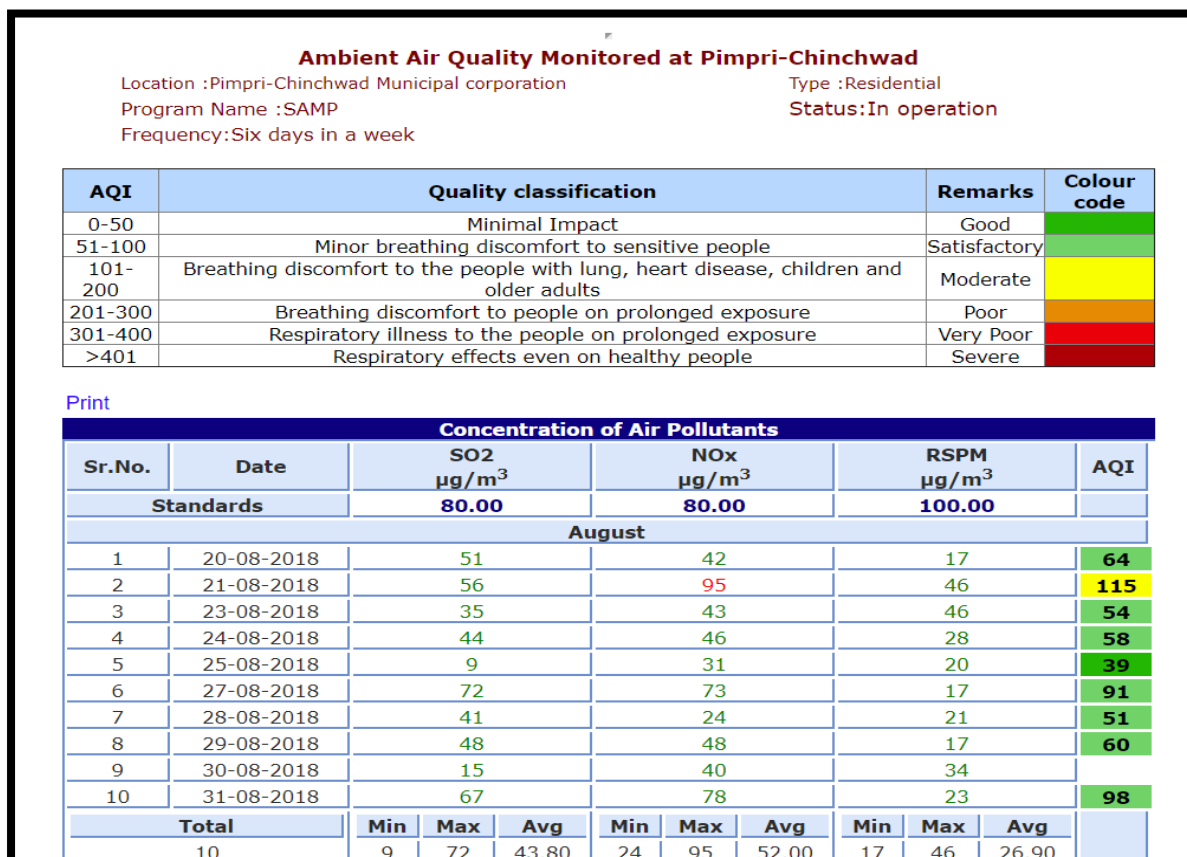 Ambient Air Quality Monitored at Pimpri-Chinchwad
Location :Pimpri-Chinchwad Municipal corporation Type :Residential
Program Name :SAMP Status:In operation
Frequency:Six days in a week
AQI Quality classification Remarks Colour code
0-50 Minimal Impact Good
51-100 Minor breathing discomfort to sensitive people Satisfactory
101-200 Breathing discomfort to the people with lung, heart disease, children and older adults Moderate
201-300 Breathing discomfort to people on prolonged exposure Poor
301-400 Respiratory illness to the people on prolonged exposure Very Poor
>401 Respiratory effects even on healthy people Severe
Print
Concentration of Air Pollutants
Sr.No. Date SO2 µg/m³ NOx µg/m³ RSPM µg/m³ AQI
Standards 80.00 80.00 100.00
August
1 20-08-2018 51 42 17 64
2 21-08-2018 56 95 46 115
3 23-08-2018 35 43 46 54
4 24-08-2018 44 46 28 58
5 25-08-2018 9 31 20 39
6 27-08-2018 72 73 17 91
7 28-08-2018 41 24 21 51
8 29-08-2018 48 48 17 60
9 30-08-2018 15 40 34
10 31-08-2018 67 78 23 98
Total Min Max Avg Min Max Avg Min Max Avg
10 9 72 43.80 24 95 52.00 17 46 26.90